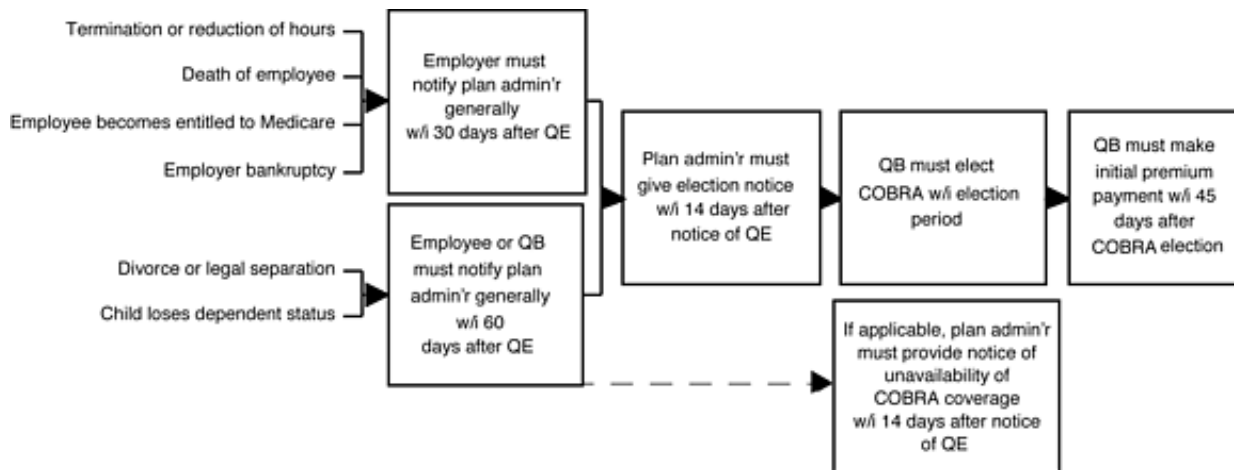 Termination or reduction of hours
Death of employee
Employee becomes entitled to Medicare
Employer bankruptcy
Employer must
notify plan admin'r
generally
w/i 30 days after QE
Divorce or legal separation
Child loses dependent status
Employee or QB
must notify plan
admin'r generally
w/i 60
days after QE
Plan admin'r must
give election notice
w/i 14 days after
notice of QE
QB must elect
COBRA w/i election
period
QB must make
initial premium
payment w/i 45
days after
COBRA election
If applicable, plan admin'r
must provide notice of
unavailability of
COBRA coverage
w/i 14 days after notice
of QE